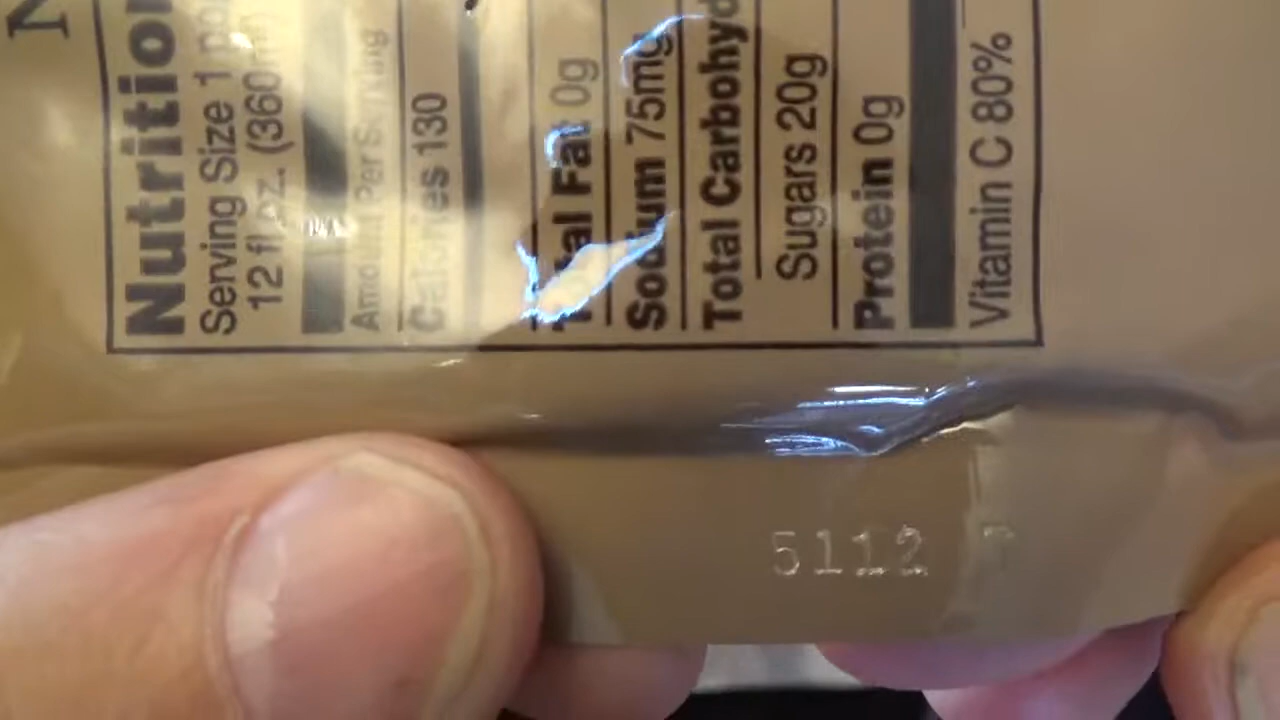 N
Nutrition
Serving Size 1
12 fl oz. (360
Amount Per Serving
Calories 130
Total Fat 0g
Sodium 75mg
Total Carbohyd
Sugars 20g
Protein 0g
Vitamin C 80%
5112